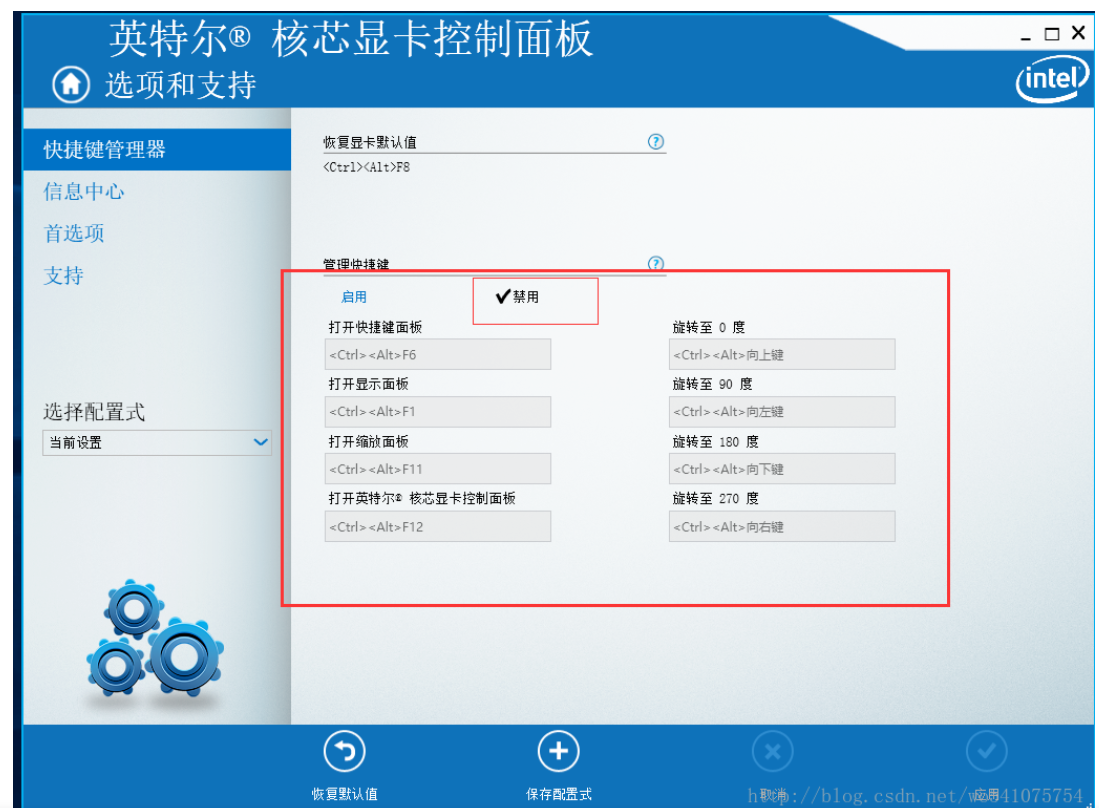 英特尔® 核芯显卡控制面板
选项和支持
intel
快捷键管理器
信息中心
首选项
支持
选择配置式
当前设置
恢复显卡默认值
<Ctrl><Alt>F8
管理快捷键
启用
禁用
打开快捷键面板
<Ctrl><Alt>F6
打开显示面板
<Ctrl><Alt>F1
打开缩放面板
<Ctrl><Alt>F11
打开英特尔® 核芯显卡控制面板
<Ctrl><Alt>F12
旋转至 0 度
<Ctrl><Alt>向上键
旋转至 90 度
<Ctrl><Alt>向左键
旋转至 180 度
<Ctrl><Alt>向下键
旋转至 270 度
<Ctrl><Alt>向右键
恢复默认值
保存配置式
取消
应用